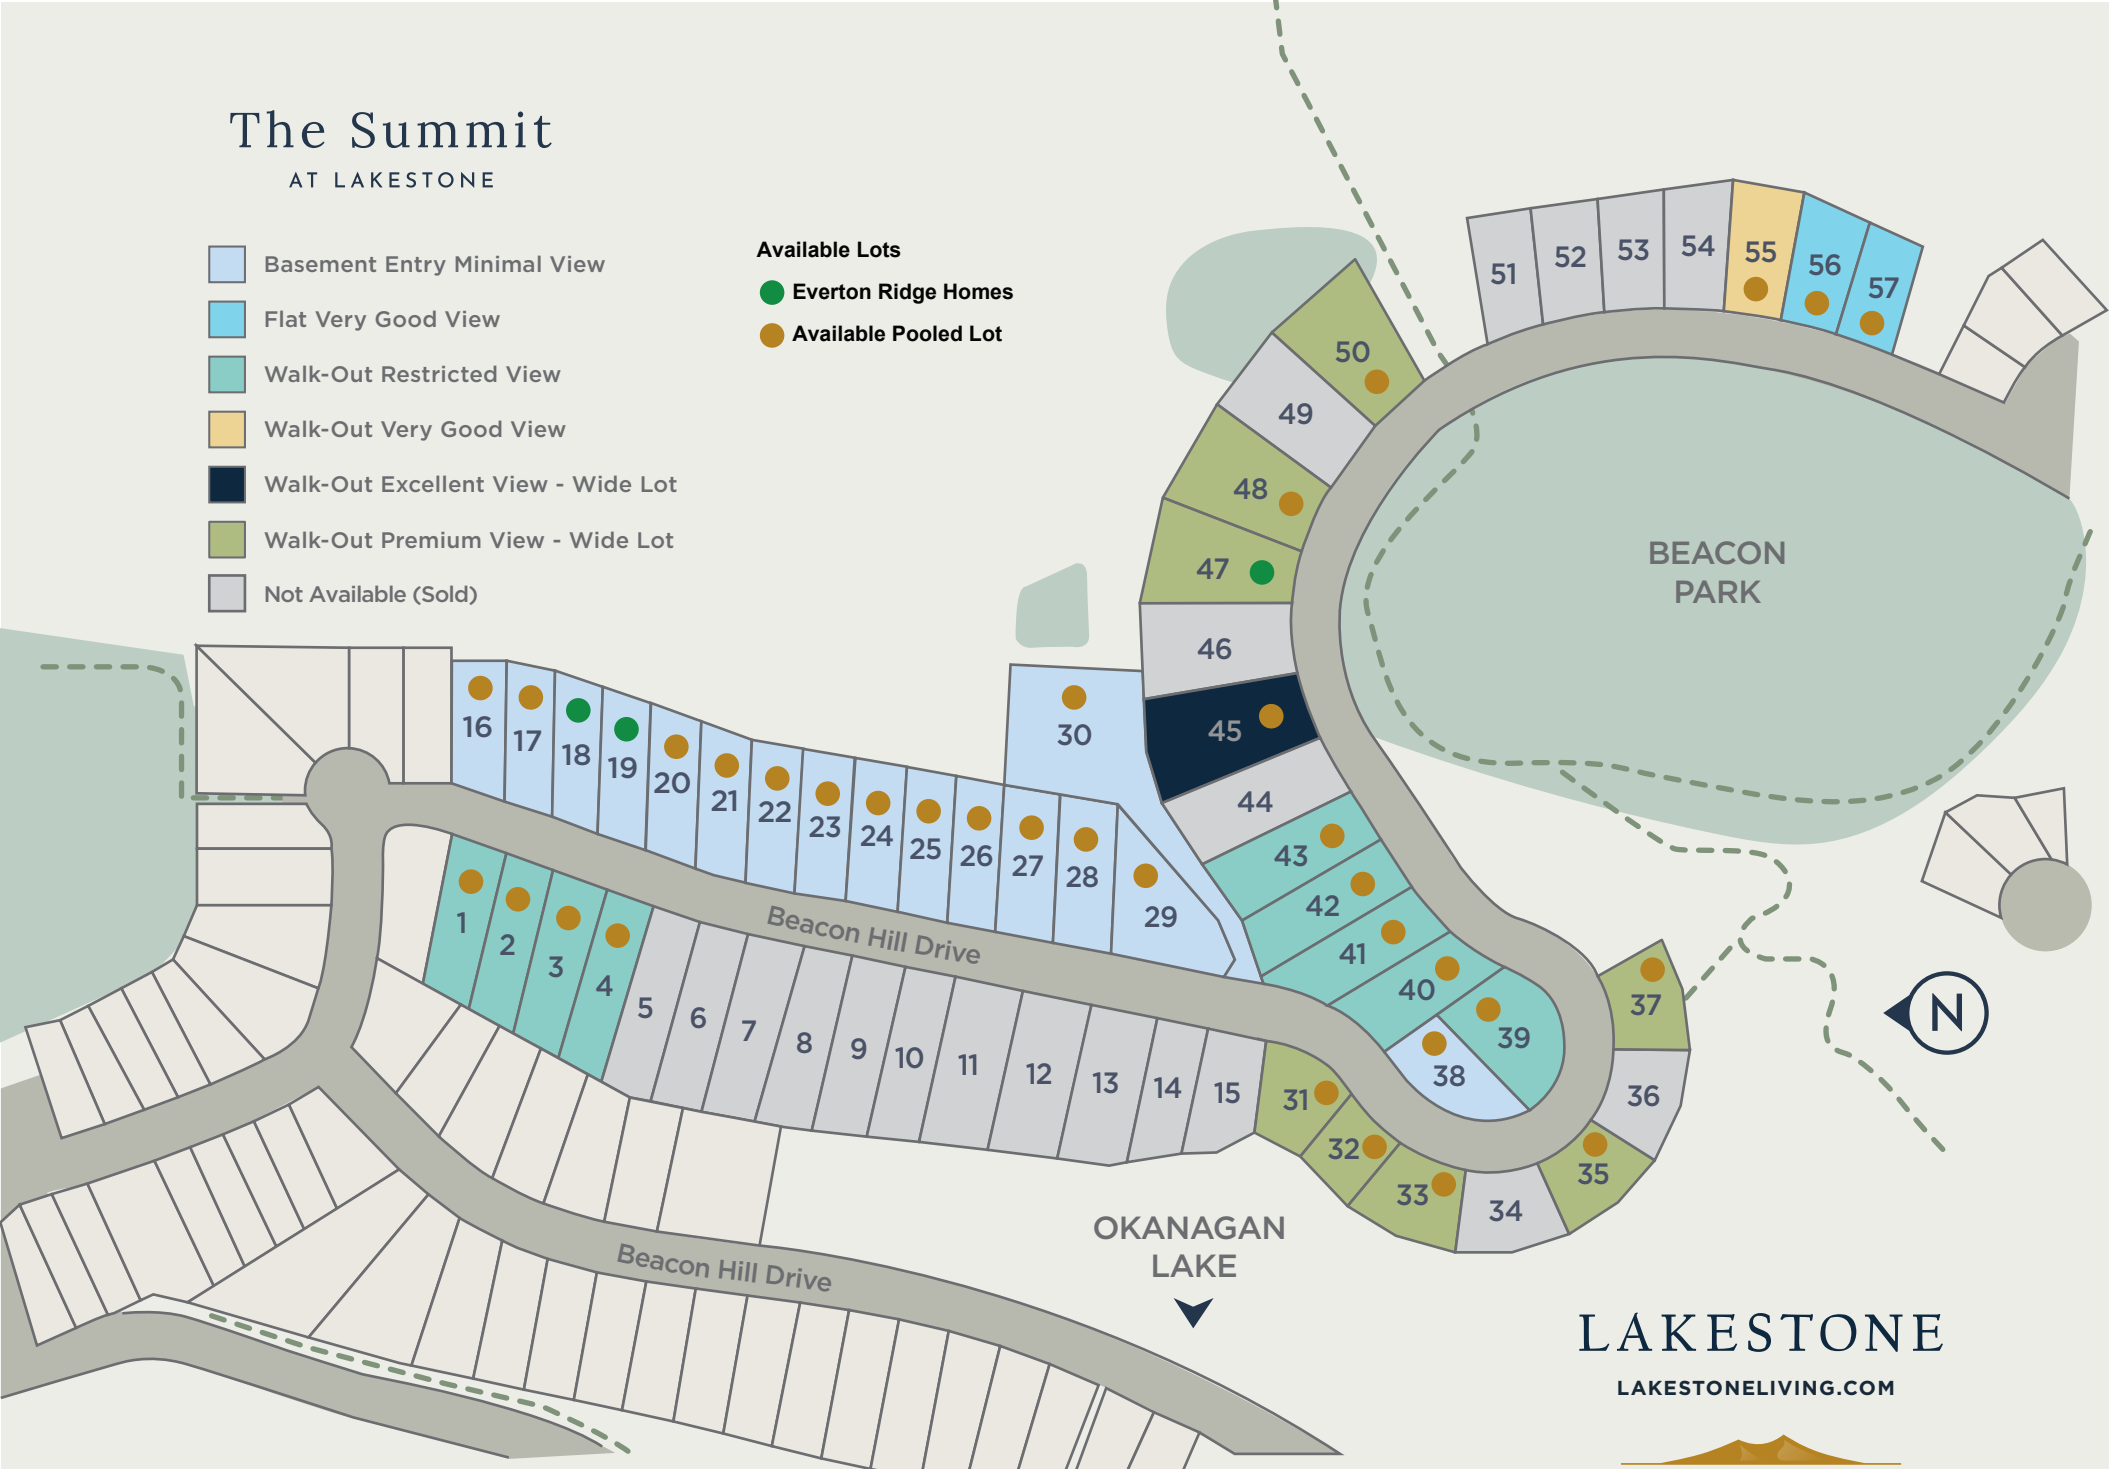 The Summit
AT LAKESTONE
Basement Entry Minimal View
Flat Very Good View
Walk-Out Restricted View
Walk-Out Very Good View
Walk-Out Excellent View - Wide Lot
Walk-Out Premium View - Wide Lot
Not Available (Sold)
Available Lots
Everton Ridge Homes
Available Pooled Lot
51
52
53
54
55
56
57
50
49
48
47
46
45
44
43
42
41
40
39
38
37
36
35
34
33
32
31
30
16
17
18
19
20
21
22
23
24
25
26
27
28
29
1
2
3
4
5
6
7
8
9
10
11
12
13
14
15
BEACON
PARK
Beacon Hill Drive
Beacon Hill Drive
N
OKANAGAN
LAKE
LAKESTONE
LAKESTONELIVING.COM